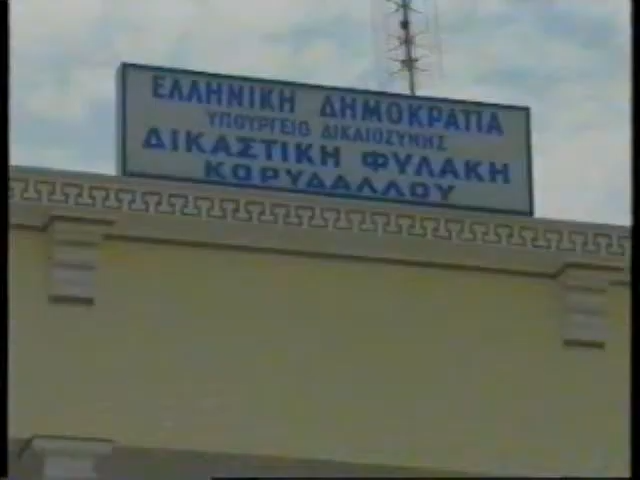 ΕΛΛΗΝΙΚΗ ΔΗΜΟΚΡΑΤΙΑ
ΥΠΟΥΡΓΕΙΟ ΔΙΚΑΙΟΣΥΝΗΣ
ΔΙΚΑΣΤΙΚΗ ΦΥΛΑΚΗ
ΚΟΡΥΔΑΛΛΟΥ